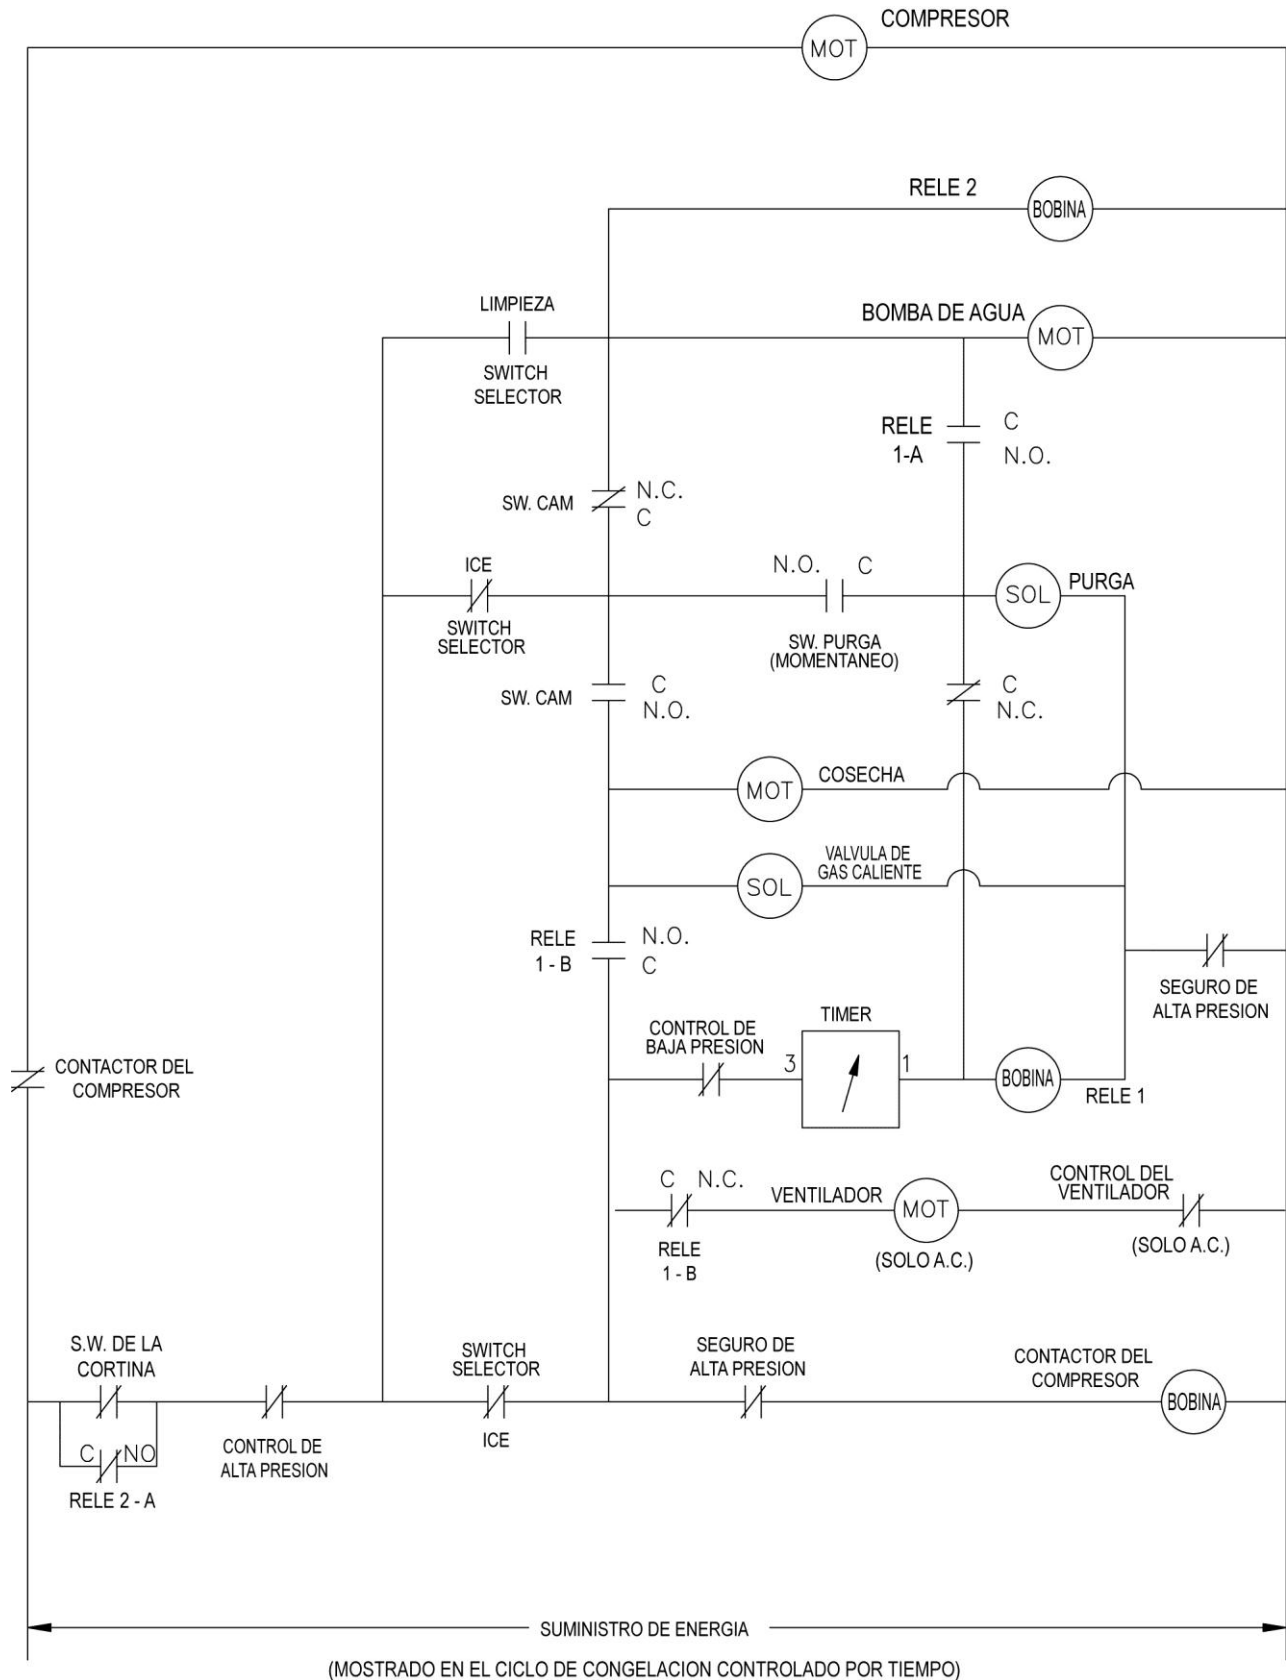 COMPRESOR
MOT
RELE 2
BOBINA
LIMPIEZA
SWITCH
SELECTOR
BOMBA DE AGUA
MOT
RELE
1-A
C
N.O.
SW. CAM
N.C.
C
ICE
SWITCH
SELECTOR
N.O. C
SW. PURGA
(MOMENTANEO)
SOL
PURGA
SW. CAM
C
N.O.
C
N.C.
MOT
COSECHA
SOL
VALVULA DE
GAS CALIENTE
RELE
1 - B
N.O.
C
SEGURO DE
ALTA PRESION
CONTROL DE
BAJA PRESION
TIMER
3
1
BOBINA
RELE 1
CONTACTOR DEL
COMPRESOR
C N.C.
RELE
1 - B
VENTILADOR
MOT
(SOLO A.C.)
CONTROL DEL
VENTILADOR
(SOLO A.C.)
S.W. DE LA
CORTINA
C NO
RELE 2 - A
CONTROL DE
ALTA PRESION
SWITCH
SELECTOR
ICE
SEGURO DE
ALTA PRESION
CONTACTOR DEL
COMPRESOR
BOBINA
SUMINISTRO DE ENERGIA
(MOSTRADO EN EL CICLO DE CONGELACION CONTROLADO POR TIEMPO)